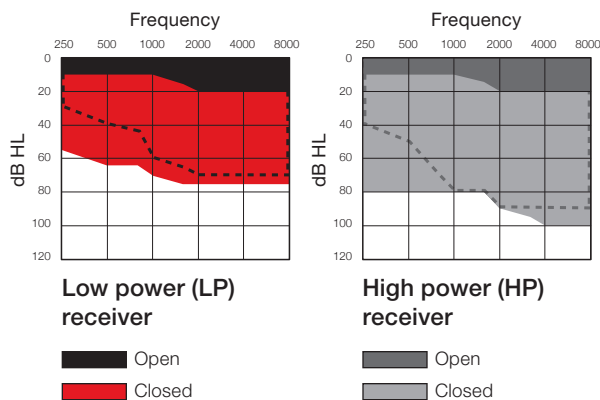 Frequency
250 500 1000 2000 4000 8000
0
20
40
60
80
100
120
dB HL
Low power (LP)
receiver
Open
Closed
Frequency
250 500 1000 2000 4000 8000
0
20
40
60
80
100
120
dB HL
High power (HP)
receiver
Open
Closed